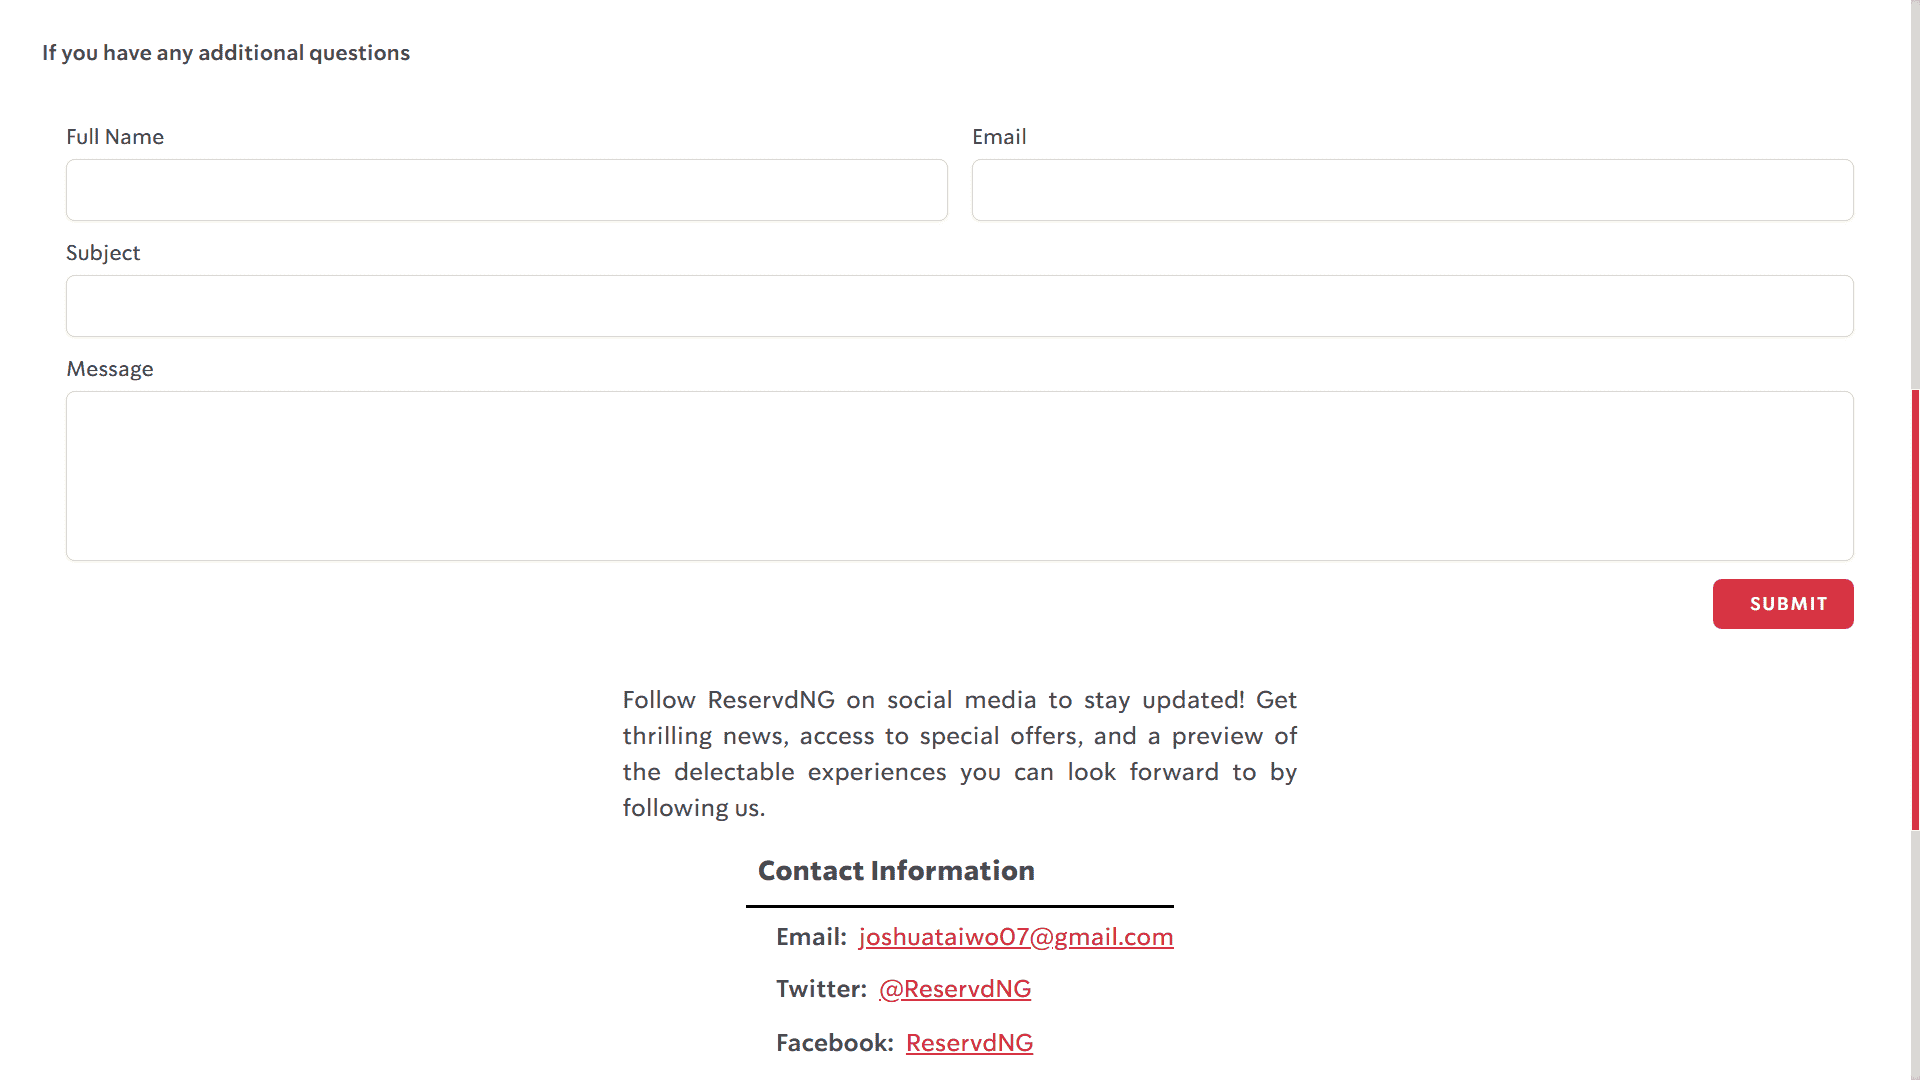 If you have any additional questions
Full Name
Email
Subject
Message
SUBMIT
Follow ReservdNG on social media to stay updated! Get
thrilling news, access to special offers, and a preview of
the delectable experiences you can look forward to by
following us.
Contact Information
Email: joshuataiwo07@gmail.com
Twitter: @ReservdNG
Facebook: ReservdNG